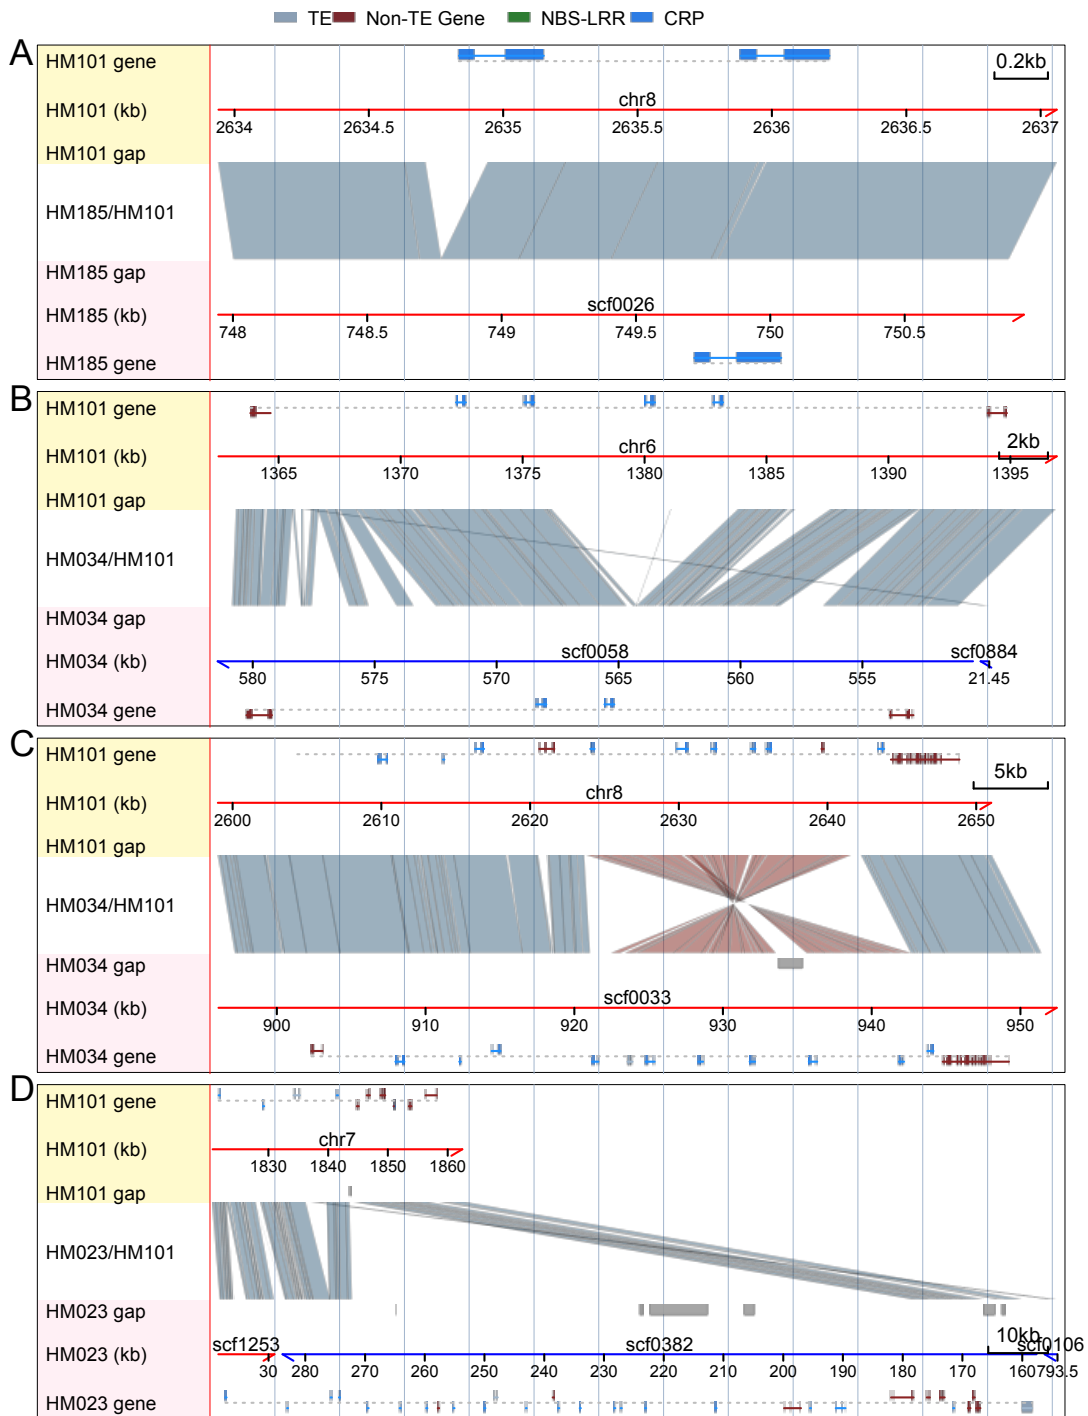 TE Non-TE Gene NBS-LRR CRP
A
HM101 gene
0.2kb
HM101 (kb)
chr8
2634 2634.5 2635 2635.5 2636 2636.5 2637
HM101 gap
HM185/HM101
HM185 gap
HM185 (kb)
scf0026
748 748.5 749 749.5 750 750.5
HM185 gene
B
HM101 gene
HM101 (kb)
chr6
2kb
1365 1370 1375 1380 1385 1390 1395
HM101 gap
HM034/HM101
HM034 gap
HM034 (kb)
scf0058 scf0884
580 575 570 565 560 555 21.45
HM034 gene
C
HM101 gene
5kb
HM101 (kb)
chr8
2600 2610 2620 2630 2640 2650
HM101 gap
HM034/HM101
HM034 gap
HM034 (kb)
scf0033
900 910 920 930 940 950
HM034 gene
D
HM101 gene
HM101 (kb)
chr7
1830 1840 1850 1860
HM101 gap
HM023/HM101
HM023 gap
10kb
HM023 (kb)
scf1253 scf0382 scf0106
30 280 270 260 250 240 230 220 210 200 190 180 170 160 793.5
HM023 gene